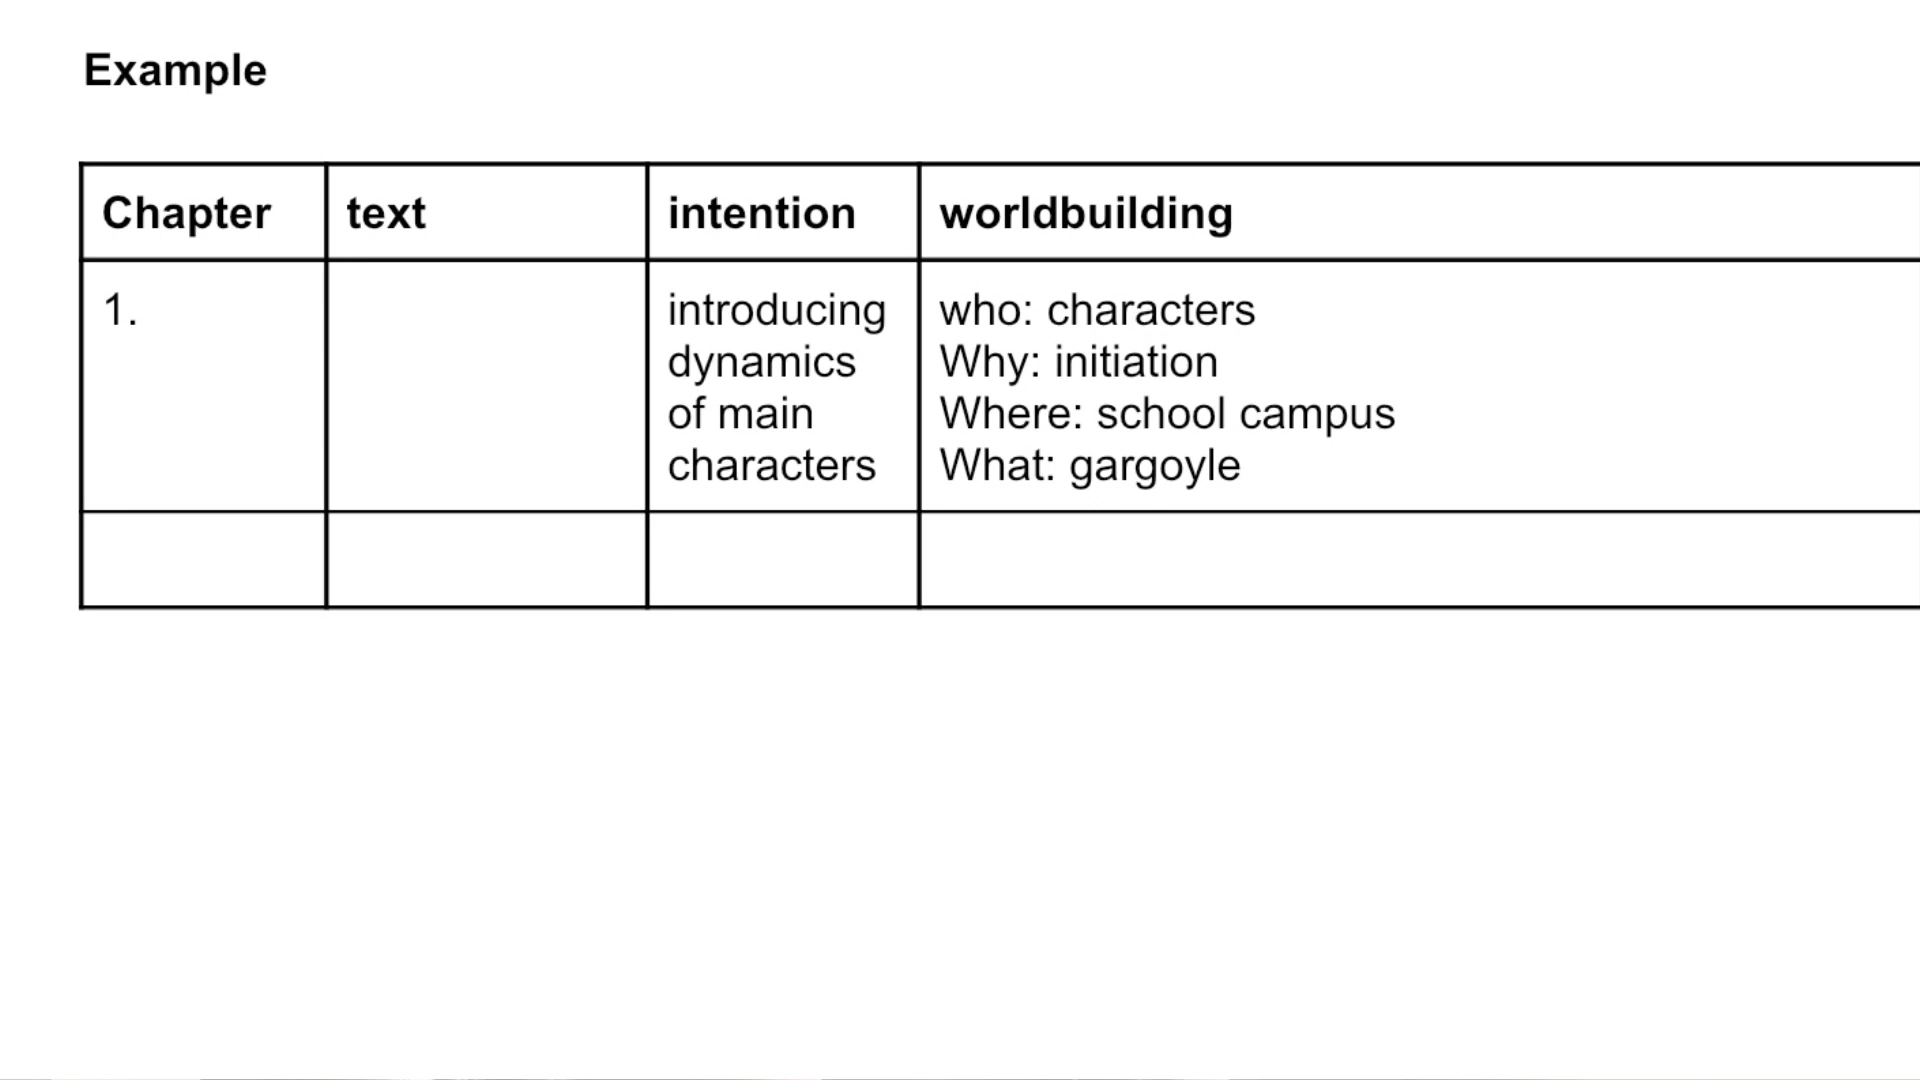 Example
Chapter
text
intention
worldbuilding
1.
introducing
dynamics
of main
characters
who: characters
Why: initiation
Where: school campus
What: gargoyle